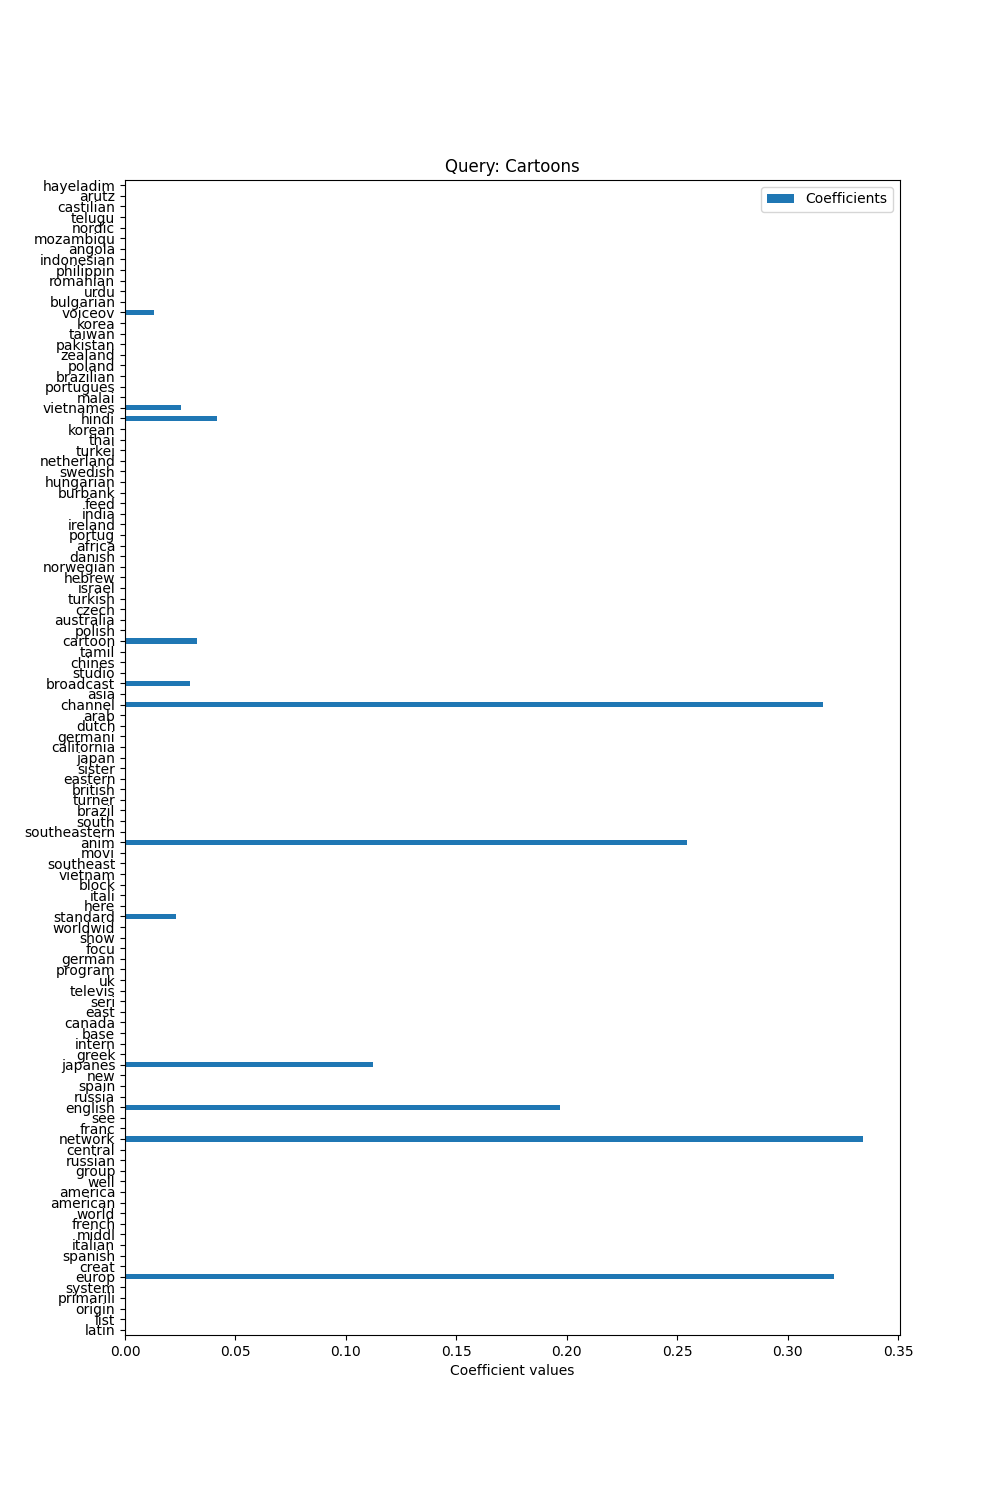 Query: Cartoons
Coefficients
hayeladim
arutz
castilian
telugu
nordic
mozambiqu
angola
indonesian
philippin
romanian
urdu
bulgarian
voiceov
korea
taiwan
pakistan
zealand
poland
brazilian
portugues
malai
vietnames
hindi
korean
thai
turkei
netherland
swedish
hungarian
burbank
feed
india
ireland
portug
africa
danish
norwegian
hebrew
israel
turkish
czech
australia
polish
cartoon
tamil
chines
studio
broadcast
asia
channel
arab
dutch
germani
california
japan
sister
eastern
british
turner
brazil
south
southeastern
anim
movi
southeast
vietnam
block
itali
here
standard
worldwid
show
focu
german
program
uk
televis
seri
east
canada
base
intern
greek
japanes
new
spain
russia
english
see
franc
network
central
russian
group
well
america
american
world
french
middl
italian
spanish
creat
europ
system
primarili
origin
list
latin
0.00 0.05 0.10 0.15 0.20 0.25 0.30 0.35
Coefficient values